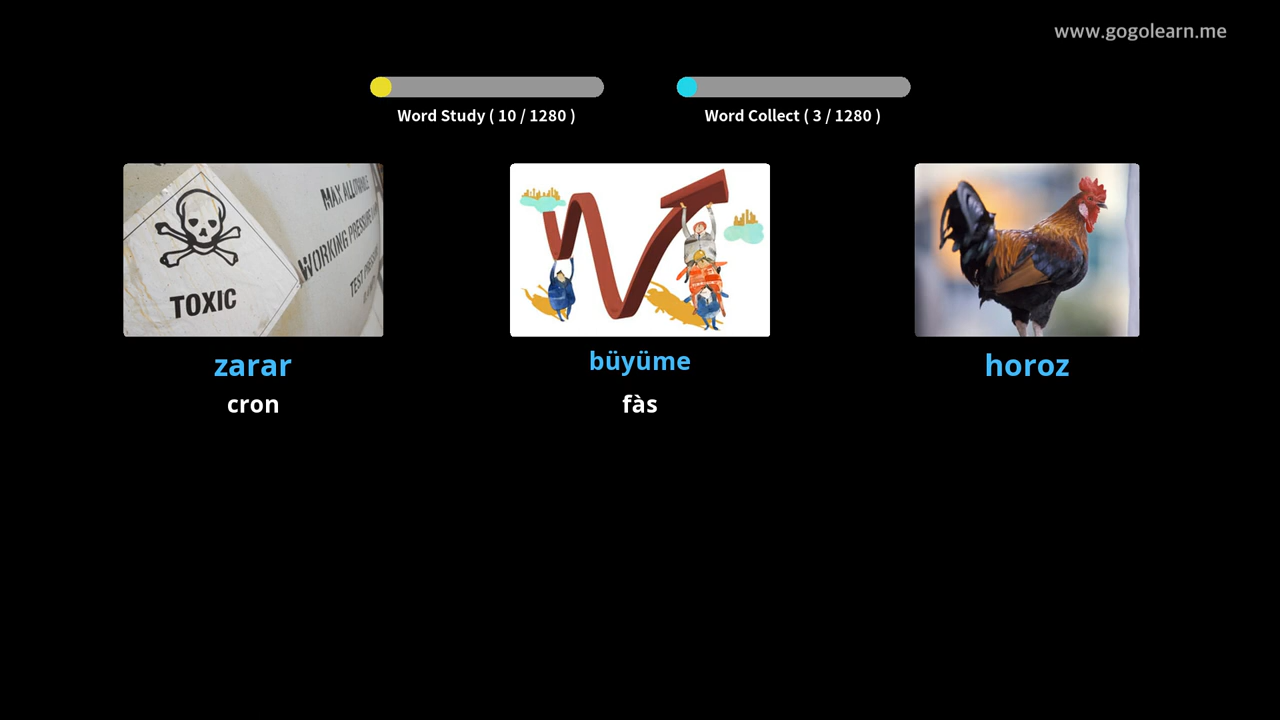 www.gogolearn.me
Word Study ( 10 / 1280 )
Word Collect ( 3 / 1280 )
TOXIC
MAX ALLOWABLE
WORKING PRESSURE
TEST
zarar
büyüme
horoz
cron
fàs